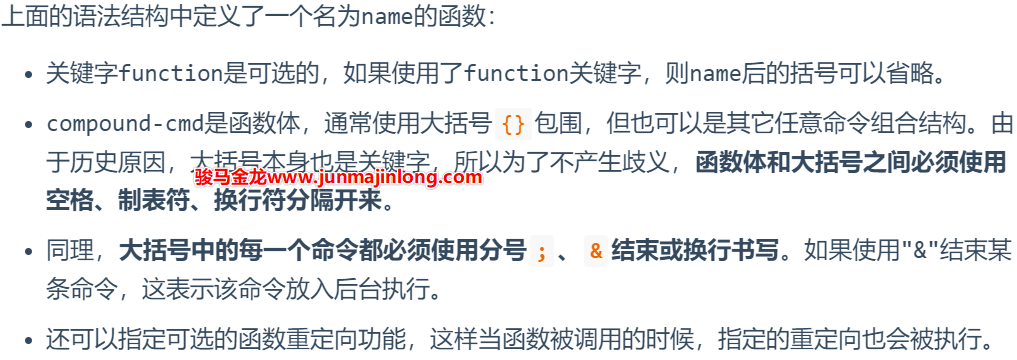 上面的语法结构中定义了一个名为name的函数：
• 关键字function是可选的，如果使用了function关键字，则name后的括号可以省略。
• compound-cmd是函数体，通常使用大括号 {} 包围，但也可以是其它任意命令组合结构。由
于历史原因，大括号本身也是关键字，所以为了不产生歧义，函数体和大括号之间必须使用
骏马金龙www.junmajinlong.com
空格、制表符、换行符分隔开来。
• 同理，大括号中的每一个命令都必须使用分号 ; 、 & 结束或换行书写。如果使用"&"结束某
条命令，这表示该命令放入后台执行。
• 还可以指定可选的函数重定向功能，这样当函数被调用的时候，指定的重定向也会被执行。